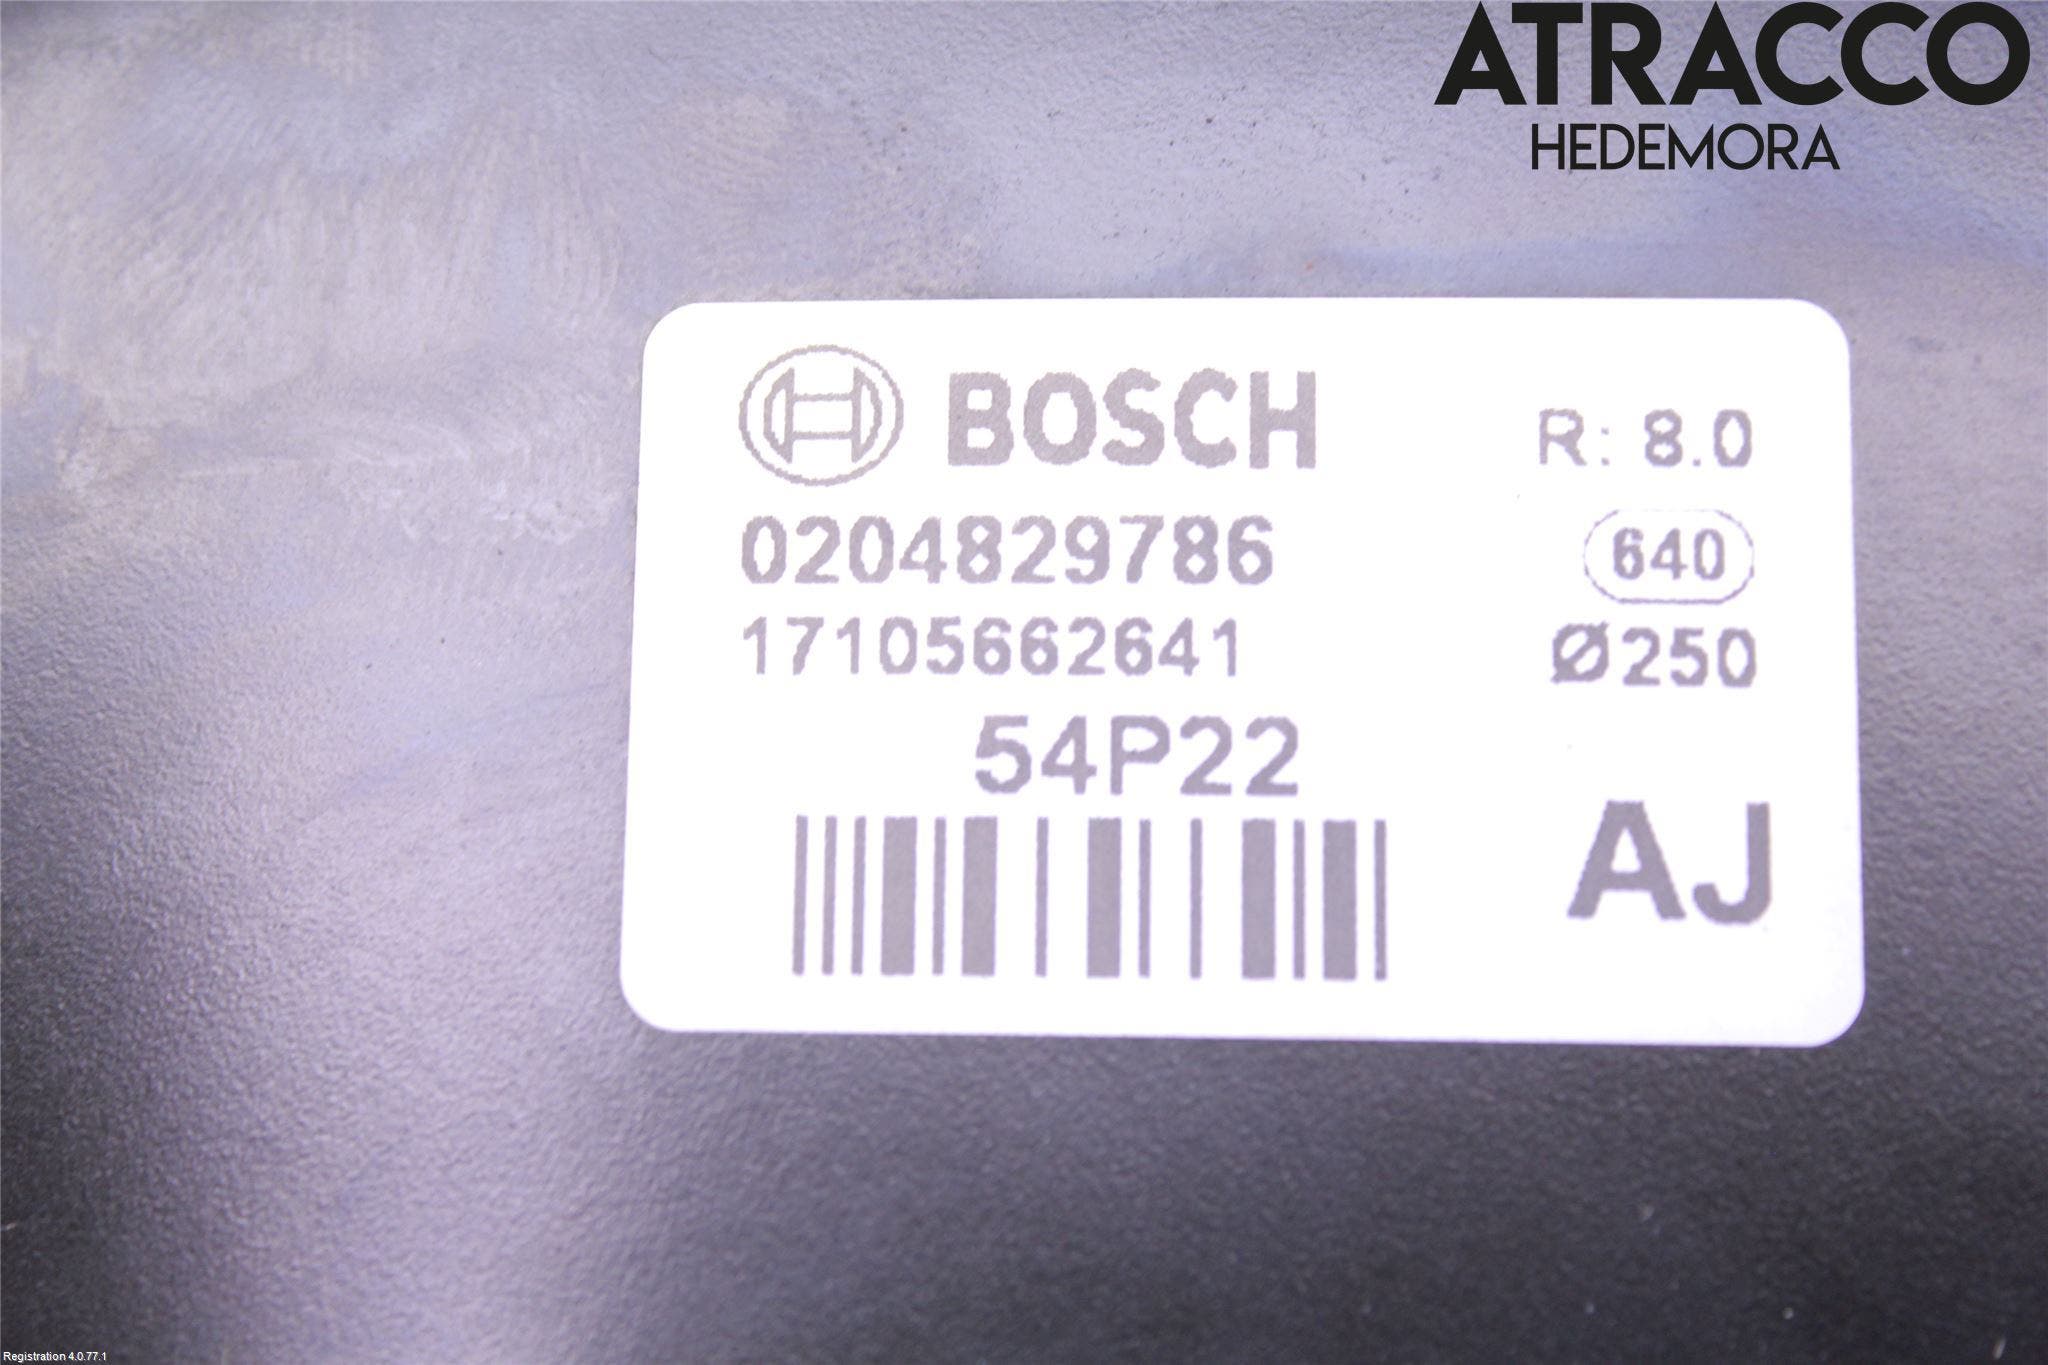 ATRACCO
HEDEMORA
BOSCH
R: 8.0
0204829786
640
17105662641
Ø250
54P22
AJ
Registration 4.0.77.1